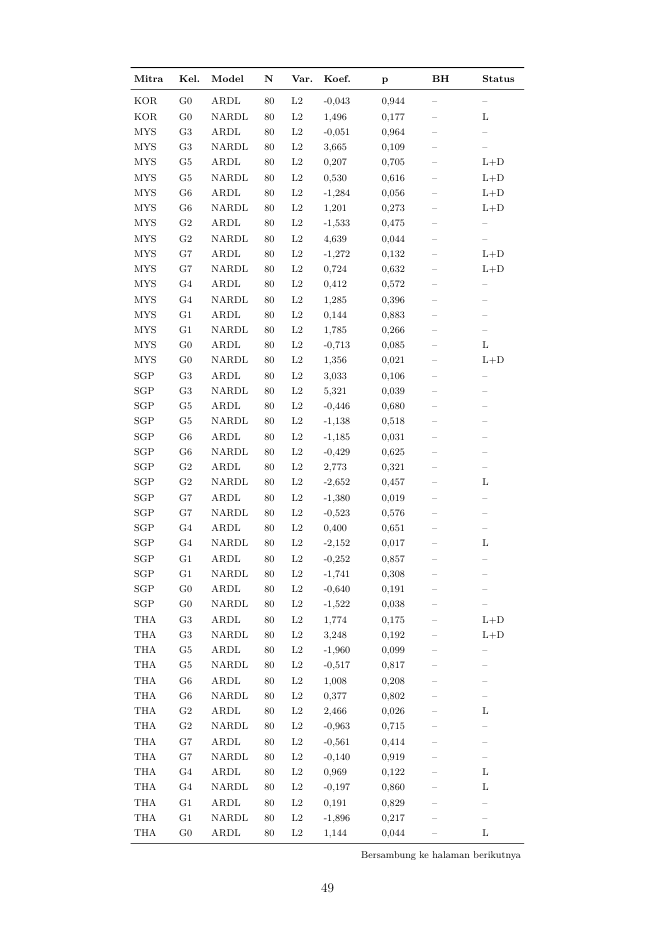 Mitra Kel. Model N Var. Koef. p BH Status
KOR G0 ARDL 80 L2 -0,043 0,944 – –
KOR G0 NARDL 80 L2 1,496 0,177 – L
MYS G3 ARDL 80 L2 -0,051 0,964 – –
MYS G3 NARDL 80 L2 3,665 0,109 – –
MYS G5 ARDL 80 L2 0,207 0,705 – L+D
MYS G5 NARDL 80 L2 0,530 0,616 – L+D
MYS G6 ARDL 80 L2 -1,284 0,056 – L+D
MYS G6 NARDL 80 L2 1,201 0,273 – L+D
MYS G2 ARDL 80 L2 -1,533 0,475 – –
MYS G2 NARDL 80 L2 4,639 0,044 – –
MYS G7 ARDL 80 L2 -1,272 0,132 – L+D
MYS G7 NARDL 80 L2 0,724 0,632 – L+D
MYS G4 ARDL 80 L2 0,412 0,572 – –
MYS G4 NARDL 80 L2 1,285 0,396 – –
MYS G1 ARDL 80 L2 0,144 0,883 – –
MYS G1 NARDL 80 L2 1,785 0,266 – –
MYS G0 ARDL 80 L2 -0,713 0,085 – L
MYS G0 NARDL 80 L2 1,356 0,021 – L+D
SGP G3 ARDL 80 L2 3,033 0,106 – –
SGP G3 NARDL 80 L2 5,321 0,039 – –
SGP G5 ARDL 80 L2 -0,446 0,680 – –
SGP G5 NARDL 80 L2 -1,138 0,518 – –
SGP G6 ARDL 80 L2 -1,185 0,031 – –
SGP G6 NARDL 80 L2 -0,429 0,625 – –
SGP G2 ARDL 80 L2 2,773 0,321 – –
SGP G2 NARDL 80 L2 -2,652 0,457 – L
SGP G7 ARDL 80 L2 -1,380 0,019 – –
SGP G7 NARDL 80 L2 -0,523 0,576 – –
SGP G4 ARDL 80 L2 0,400 0,651 – –
SGP G4 NARDL 80 L2 -2,152 0,017 – L
SGP G1 ARDL 80 L2 -0,252 0,857 – –
SGP G1 NARDL 80 L2 -1,741 0,308 – –
SGP G0 ARDL 80 L2 -0,640 0,191 – –
SGP G0 NARDL 80 L2 -1,522 0,038 – –
THA G3 ARDL 80 L2 1,774 0,175 – L+D
THA G3 NARDL 80 L2 3,248 0,192 – L+D
THA G5 ARDL 80 L2 -1,960 0,099 – –
THA G5 NARDL 80 L2 -0,517 0,817 – –
THA G6 ARDL 80 L2 1,008 0,208 – –
THA G6 NARDL 80 L2 0,377 0,802 – –
THA G2 ARDL 80 L2 2,466 0,026 – L
THA G2 NARDL 80 L2 -0,963 0,715 – –
THA G7 ARDL 80 L2 -0,561 0,414 – –
THA G7 NARDL 80 L2 -0,140 0,919 – –
THA G4 ARDL 80 L2 0,969 0,122 – L
THA G4 NARDL 80 L2 -0,197 0,860 – L
THA G1 ARDL 80 L2 0,191 0,829 – –
THA G1 NARDL 80 L2 -1,896 0,217 – –
THA G0 ARDL 80 L2 1,144 0,044 – L
Bersambung ke halaman berikutnya
49